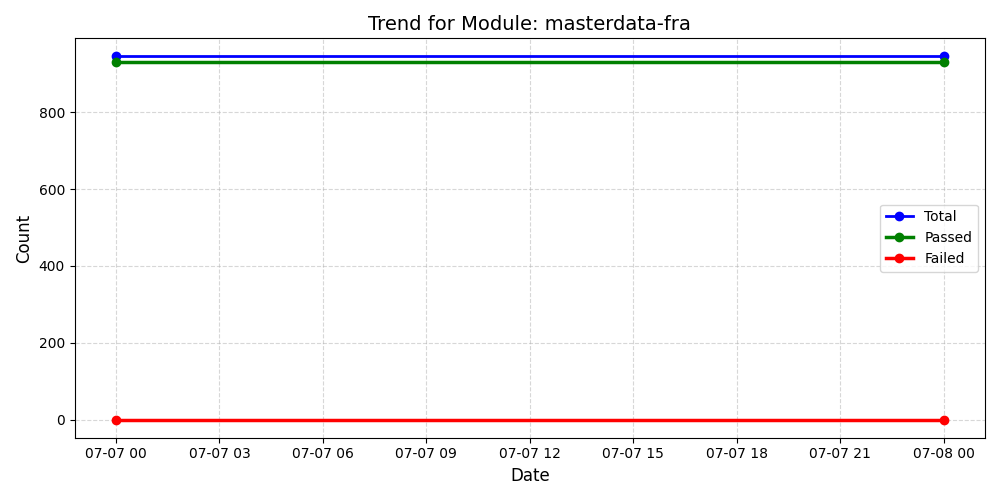 Trend for Module: masterdata-fra
Count
800
600
400
200
0
Total
Passed
Failed
07-07 00
07-07 03
07-07 06
07-07 09
07-07 12
07-07 15
07-07 18
07-07 21
07-08 00
Date